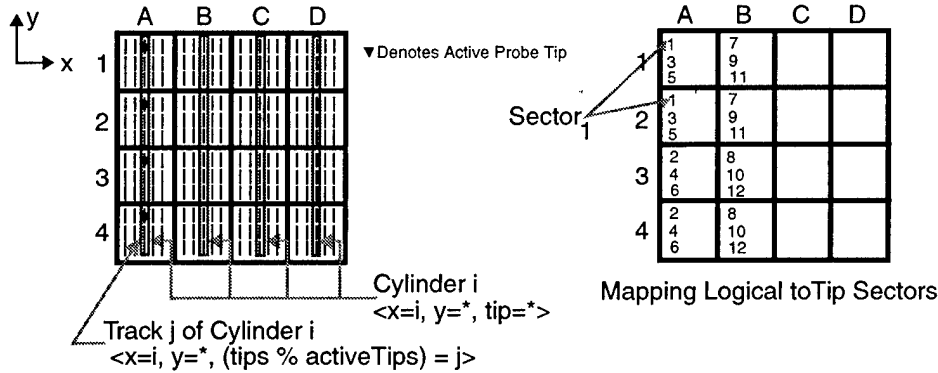 y
x
A B C D
1
2
3
4
▼Denotes Active Probe Tip
Cylinder i
<x=i, y=*, tip=*>
Track j of Cylinder i
<x=i, y=*, (tips % activeTips) = j>
A B C D
1
1 7
3 9
5 11
Sector 1
2
1 7
3 9
5 11
3
2 8
4 10
6 12
4
2 8
4 10
6 12
Mapping Logical toTip Sectors